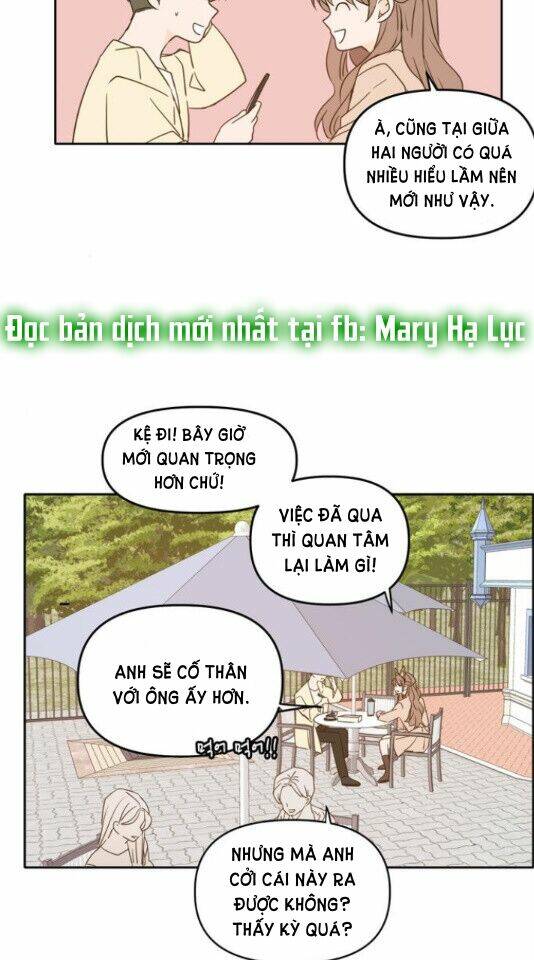 À, CŨNG TẠI GIỮA
HAI NGƯỜI CÓ QUÁ
NHIỀU HIỂU LẦM NÊN
MỚI NHƯ VẬY.
Đọc bản dịch mới nhất tại fb: Mary Hạ Lục
KỆ ĐI! BÂY GIỜ
MỚI QUAN TRỌNG
HƠN CHỨ!
VIỆC ĐÃ QUA
THÌ QUAN TÂM
LẠI LÀM GÌ!
ANH SẼ CỐ THÂN
VỚI ÔNG ẤY HƠN.
NHƯNG MÀ ANH
CỞI CÁI NÀY RA
ĐƯỢC KHÔNG?
THẤY KỲ QUÁ?